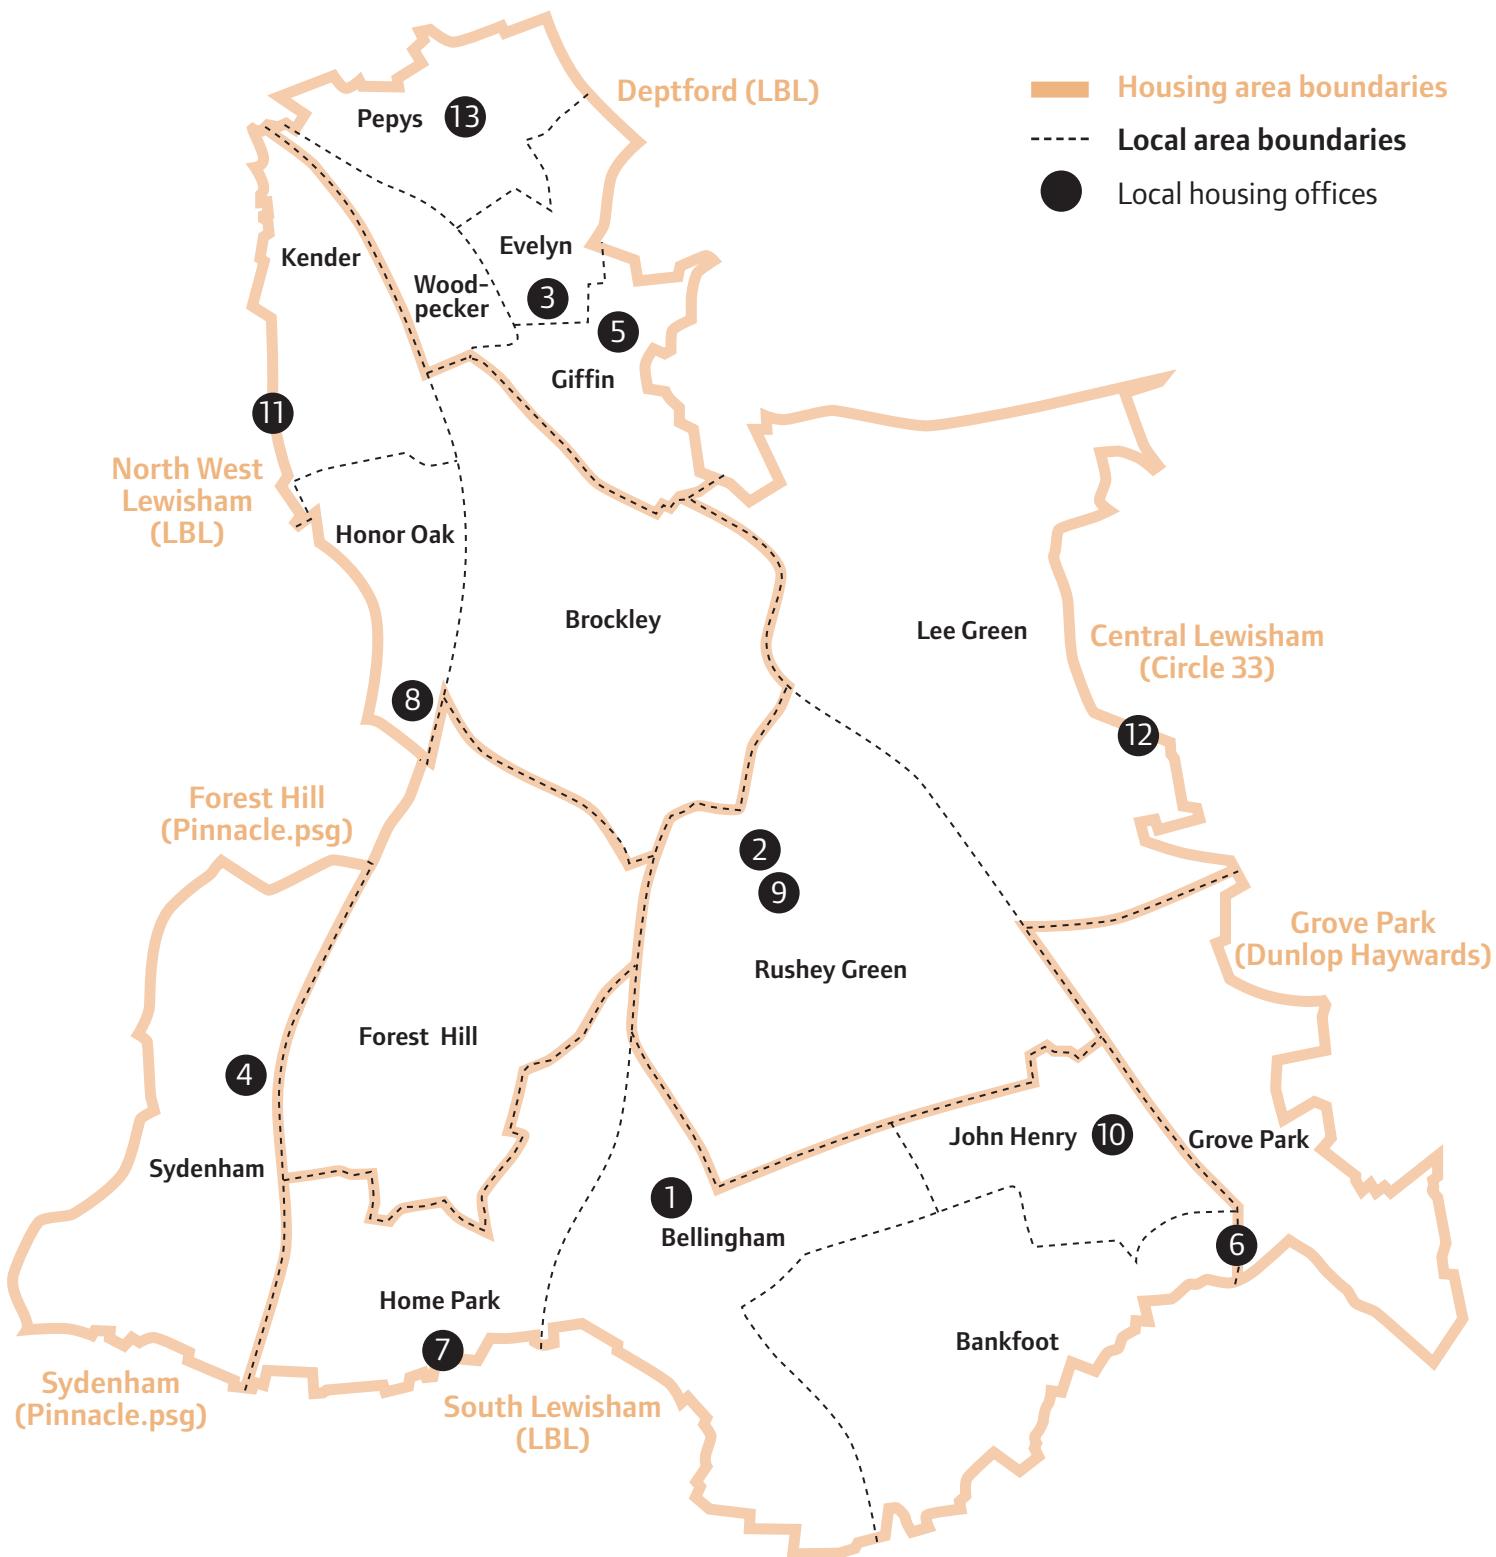 Deptford (LBL)
Housing area boundaries
Local area boundaries
Local housing offices
Pepys
13
Evelyn
Kender
Wood-
pecker
3
5
Giffin
11
North West
Lewisham
(LBL)
Honor Oak
Brockley
Lee Green
Central Lewisham
(Circle 33)
8
12
Forest Hill
(Pinnacle.psg)
2
9
Grove Park
(Dunlop Haywards)
Rushey Green
Forest Hill
4
John Henry
10
Grove Park
Sydenham
1
Bellingham
6
Home Park
7
Bankfoot
Sydenham
(Pinnacle.psg)
South Lewisham
(LBL)